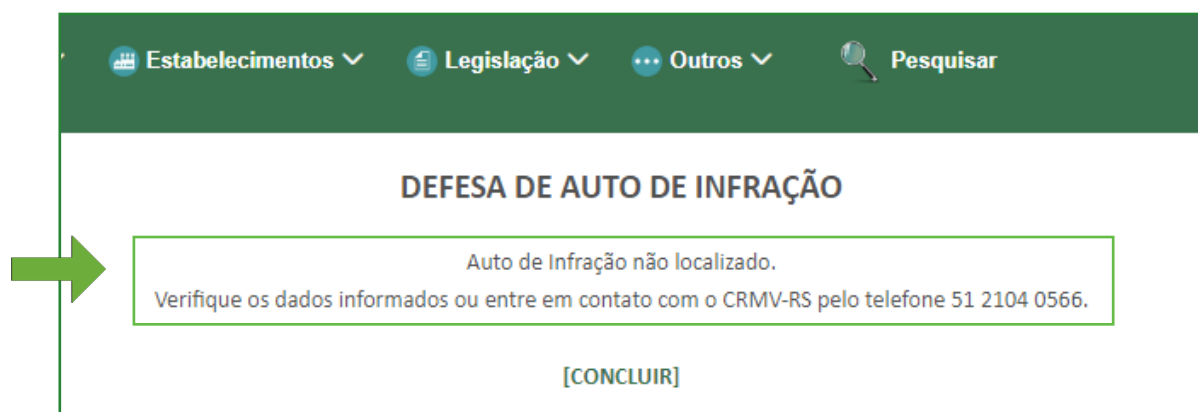 Estabelecimentos Legislação Outros Pesquisar
DEFESA DE AUTO DE INFRAÇÃO
Auto de Infração não localizado.
Verifique os dados informados ou entre em contato com o CRMV-RS pelo telefone 51 2104 0566.
[CONCLUIR]